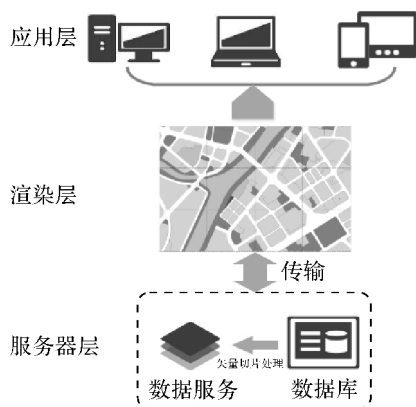 应用层
渲染层
传输
服务器层
矢量切片处理
数据服务
数据库